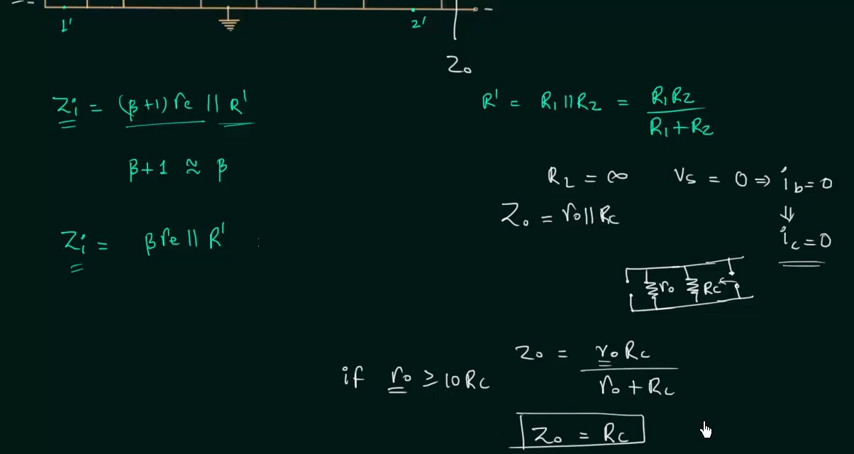 1'
2'
Zo
Zi = (β+1)re || R'
R' = R1||R2 = R1R2 / R1+R2
β+1 ≈ β
RL = ∞ Vs = 0 ⇒ ib=0
⇓
Zo = ro||Rc
ic=0
Zi = βre || R'
ro Rc
Zo = roRc / ro + Rc
if ro ≥ 10Rc
Zo = Rc